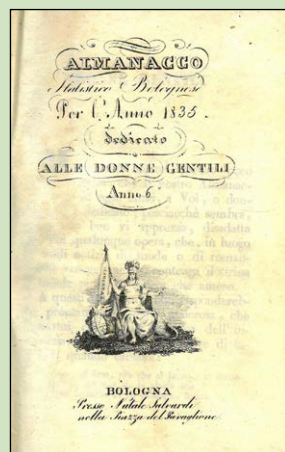 ALMANACCO
Statistico Bolognese
Per l'Anno 1835.
dedicato
ALLE DONNE GENTILI
Anno 6.
BOLOGNA
Presso Natale Salvardi
nella Piazza del Pavaglione